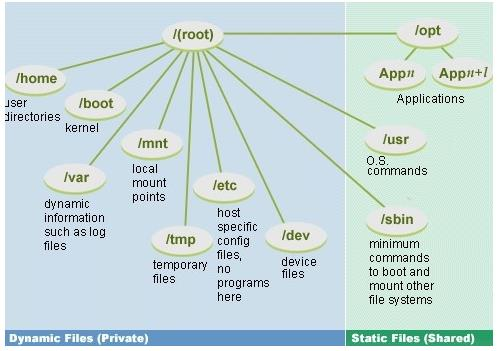 /(root)
/opt
/home
user
directories
/boot
kernel
Appn
Appn+1
Applications
/mnt
local
mount
points
/usr
O.S.
commands
/var
dynamic
information
such as log
files
/etc
host
specific
config
files,
no
programs
here
/sbin
minimum
commands
to boot and
mount other
file systems
/tmp
temporary
files
/dev
device
files
Dynamic Files (Private)
Static Files (Shared)